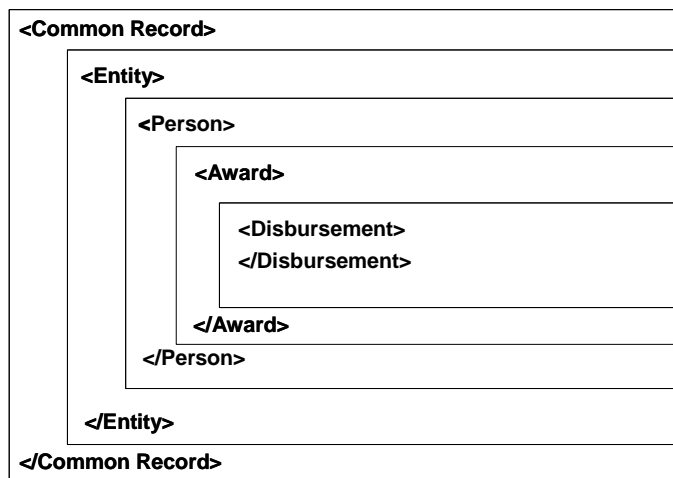 <Common Record>
<Entity>
<Person>
<Award>
<Disbursement>
</Disbursement>
</Award>
</Person>
</Entity>
</Common Record>